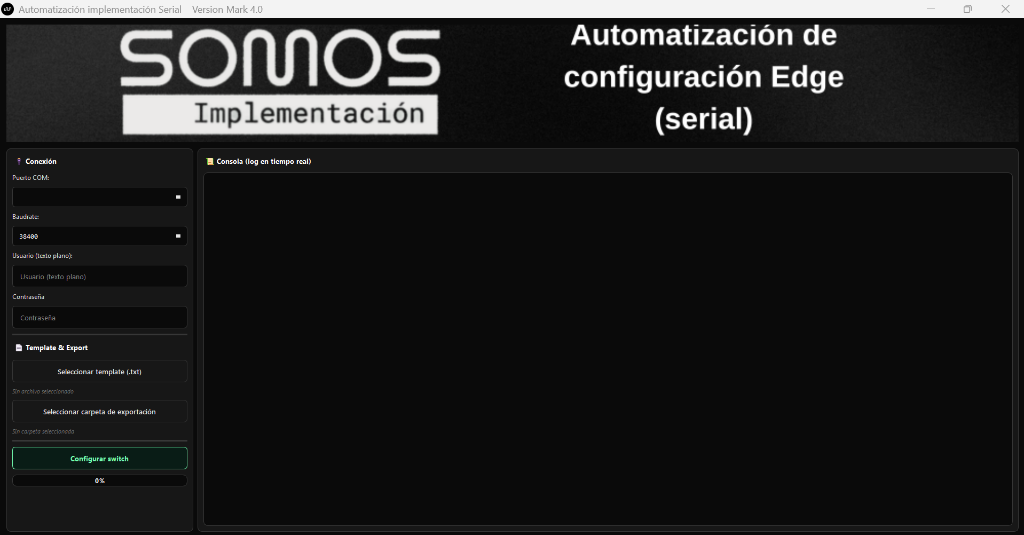 Automatización implementación Serial Version Mark 4.0
SOMOS
Implementación
Automatización de
configuración Edge
(serial)
Conexión
Puerto COM:
Baudrate:
38400
Usuario (texto plano):
Usuario (texto plano)
Contraseña
Contraseña
Template & Export
Seleccionar template (.txt)
Sin archivo seleccionado
Seleccionar carpeta de exportación
Sin carpeta seleccionada
Configurar switch
0%
Consola (log en tiempo real)